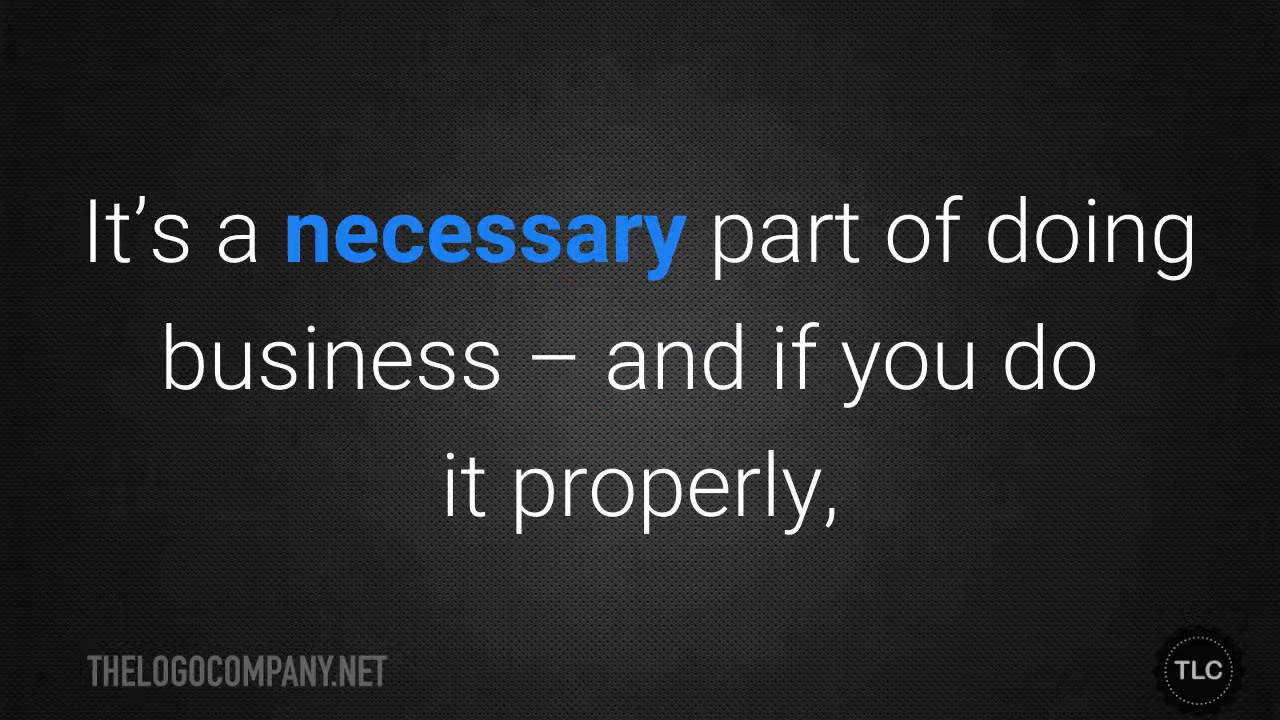 It’s a necessary part of doing
business – and if you do
it properly,
THELOGOCOMPANY.NET
TLC